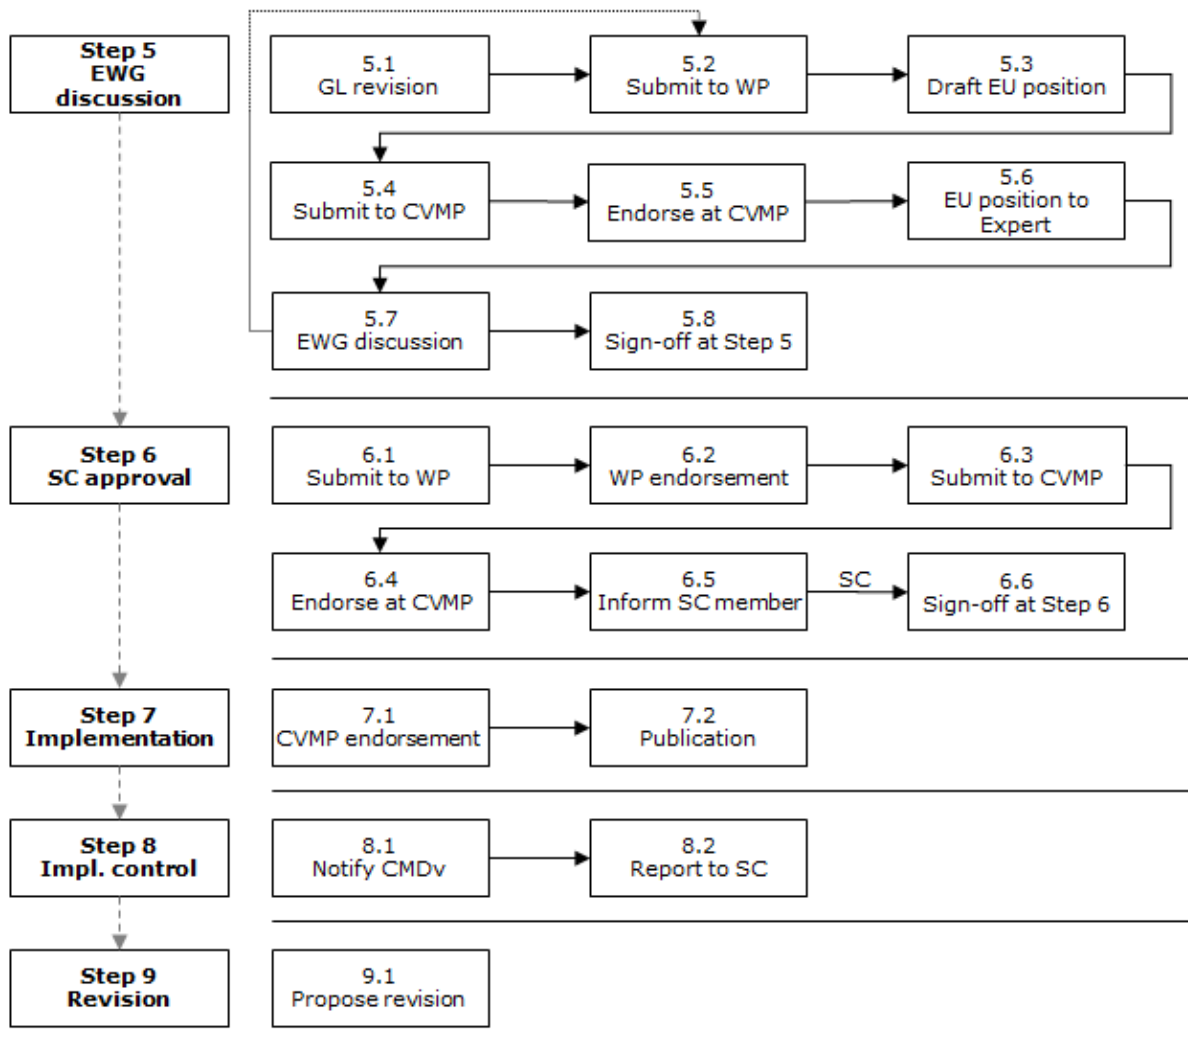 Step 5
EWG
discussion
5.1
GL revision
5.2
Submit to WP
5.3
Draft EU position
5.4
Submit to CVMP
5.5
Endorse at CVMP
5.6
EU position to
Expert
5.7
EWG discussion
5.8
Sign-off at Step 5
Step 6
SC approval
6.1
Submit to WP
6.2
WP endorsement
6.3
Submit to CVMP
6.4
Endorse at CVMP
6.5
Inform SC member
SC
6.6
Sign-off at Step 6
Step 7
Implementation
7.1
CVMP endorsement
7.2
Publication
Step 8
Impl. control
8.1
Notify CMDv
8.2
Report to SC
Step 9
Revision
9.1
Propose revision